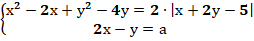 x² − 2x + y² − 4y = 2 · |x + 2y − 5|
2x − y = a